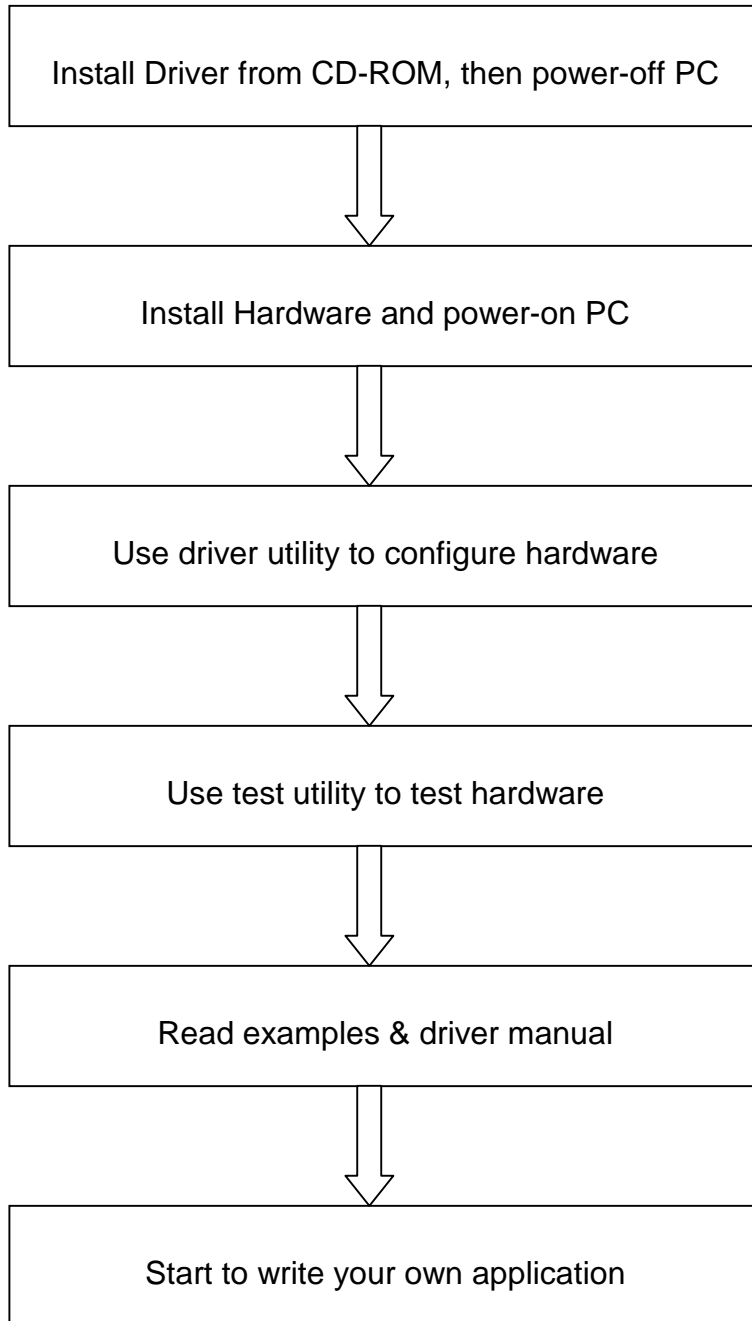 Install Driver from CD-ROM, then power-off PC
Install Hardware and power-on PC
Use driver utility to configure hardware
Use test utility to test hardware
Read examples & driver manual
Start to write your own application